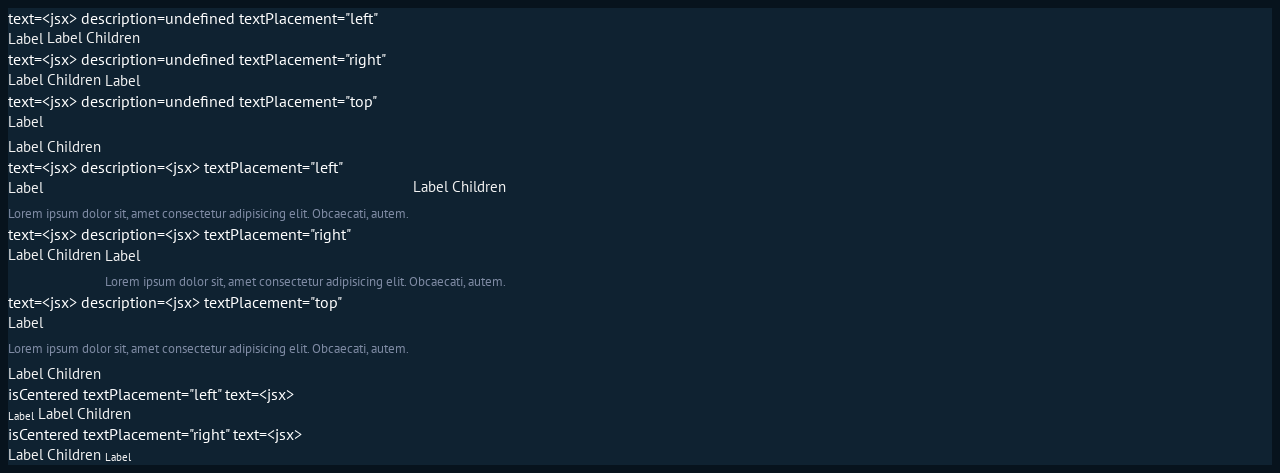 text=<jsx> description=undefined textPlacement="left"
Label Label Children
text=<jsx> description=undefined textPlacement="right"
Label Children Label
text=<jsx> description=undefined textPlacement="top"
Label
Label Children
text=<jsx> description=<jsx> textPlacement="left"
Label Label Children
Lorem ipsum dolor sit, amet consectetur adipisicing elit. Obcaecati, autem.
text=<jsx> description=<jsx> textPlacement="right"
Label Children Label
Lorem ipsum dolor sit, amet consectetur adipisicing elit. Obcaecati, autem.
text=<jsx> description=<jsx> textPlacement="top"
Label
Lorem ipsum dolor sit, amet consectetur adipisicing elit. Obcaecati, autem.
Label Children
isCentered textPlacement="left" text=<jsx>
Label Label Children
isCentered textPlacement="right" text=<jsx>
Label Children Label